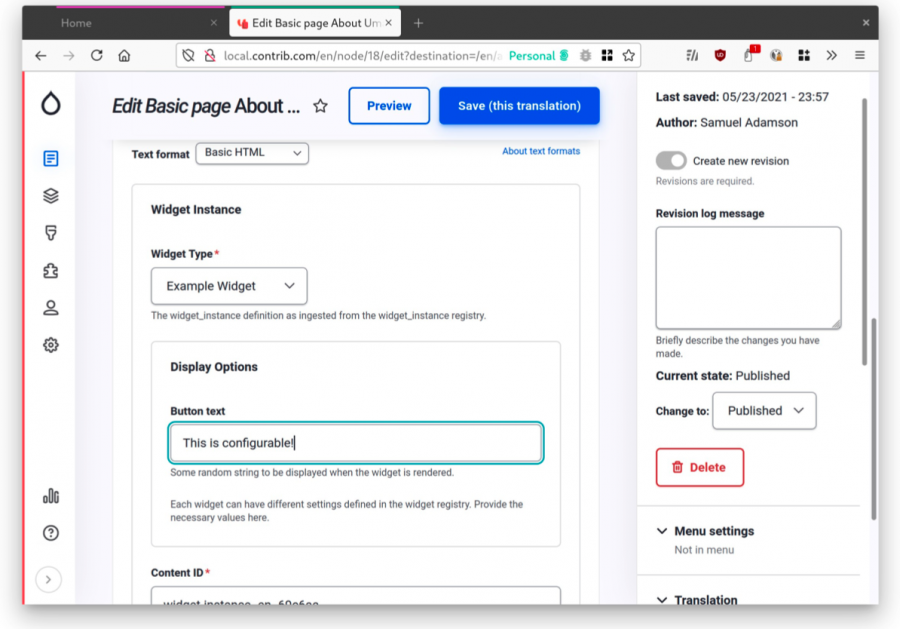 Home
Edit Basic page About Um
local.contrib.com/en/node/18/edit?destination=/en/a
Personal
1
Edit Basic page About ...
Preview
Save (this translation)
Text format
Basic HTML
About text formats
Widget Instance
Widget Type*
Example Widget
The widget_instance definition as ingested from the widget_instance registry.
Display Options
Button text
This is configurable!
Some random string to be displayed when the widget is rendered.
Each widget can have different settings defined in the widget registry. Provide the
necessary values here.
Content ID*
Last saved: 05/23/2021 - 23:57
Author: Samuel Adamson
Create new revision
Revisions are required.
Revision log message
Briefly describe the changes you have
made.
Current state: Published
Change to:
Published
Delete
Menu settings
Not in menu
Translation